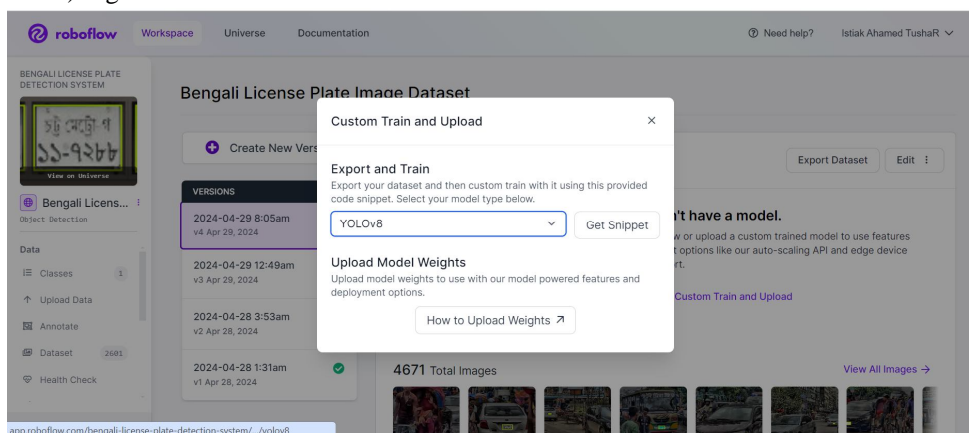 roboflow
Workspace
Universe
Documentation
Need help?
Istiak Ahamed TushaR
BENGALI LICENSE PLATE
DETECTION SYSTEM
চট্ট মেট্রো গ
১১-৭২৮৮
View on Universe
Bengali Licens...
Object Detection
Data
Classes 1
Upload Data
Annotate
Dataset 2601
Health Check
Bengali License Plate Image Dataset
Create New Vers
Export Dataset
Edit
VERSIONS
2024-04-29 8:05am
v4 Apr 29, 2024
2024-04-29 12:49am
v3 Apr 29, 2024
2024-04-28 3:53am
v2 Apr 28, 2024
2024-04-28 1:31am
v1 Apr 28, 2024
Custom Train and Upload
Export and Train
Export your dataset and then custom train with it using this provided
code snippet. Select your model type below.
YOLOv8
Get Snippet
Upload Model Weights
Upload model weights to use with our model powered features and
deployment options.
How to Upload Weights
't have a model.
w or upload a custom trained model to use features
t options like our auto-scaling API and edge device
rt.
Custom Train and Upload
4671 Total Images
View All Images →
app.roboflow.com/bengali-license-plate-detection-system/.../yolov8